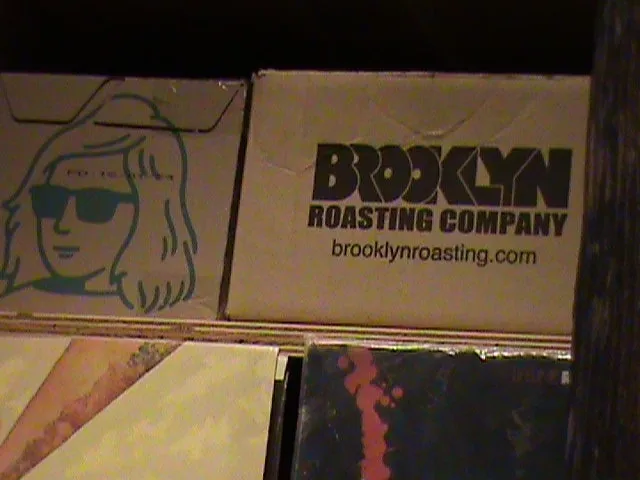 BROOKLYN
ROASTING COMPANY
brooklynroasting.com